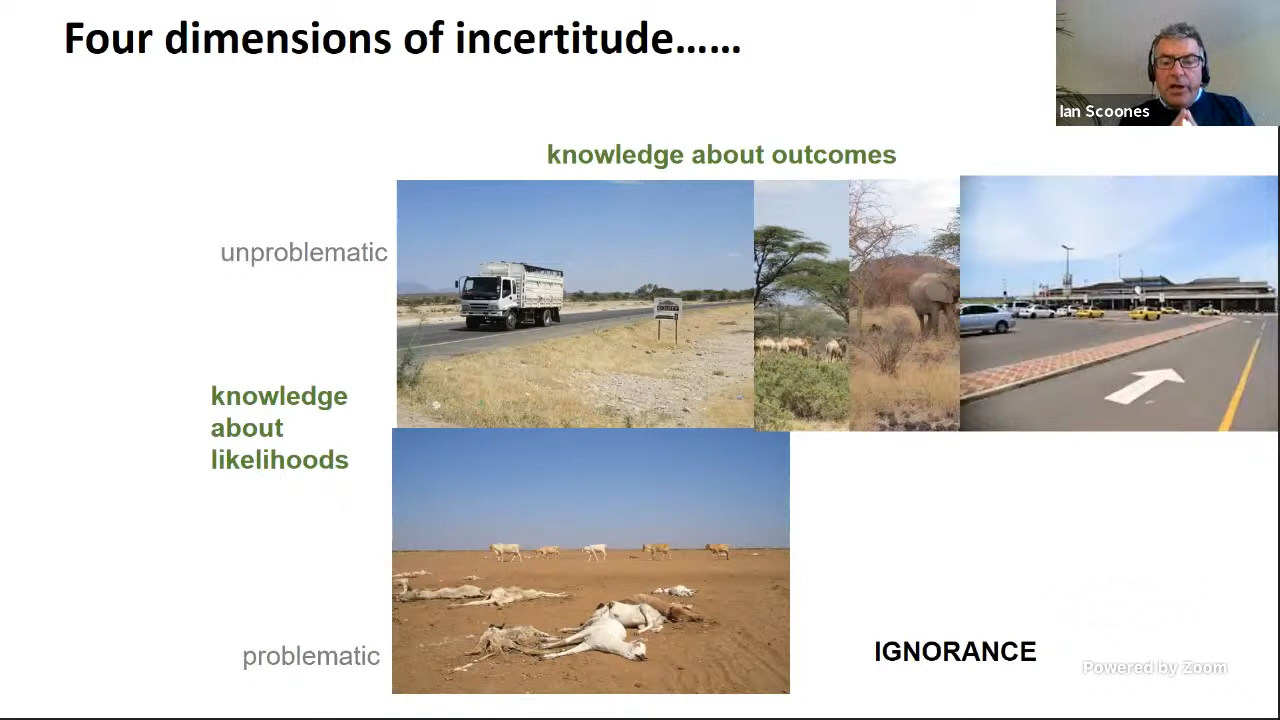 Four dimensions of incertitude......
Ian Scoones
knowledge about outcomes
unproblematic
knowledge
about
likelihoods
problematic
IGNORANCE
Powered by Zoom